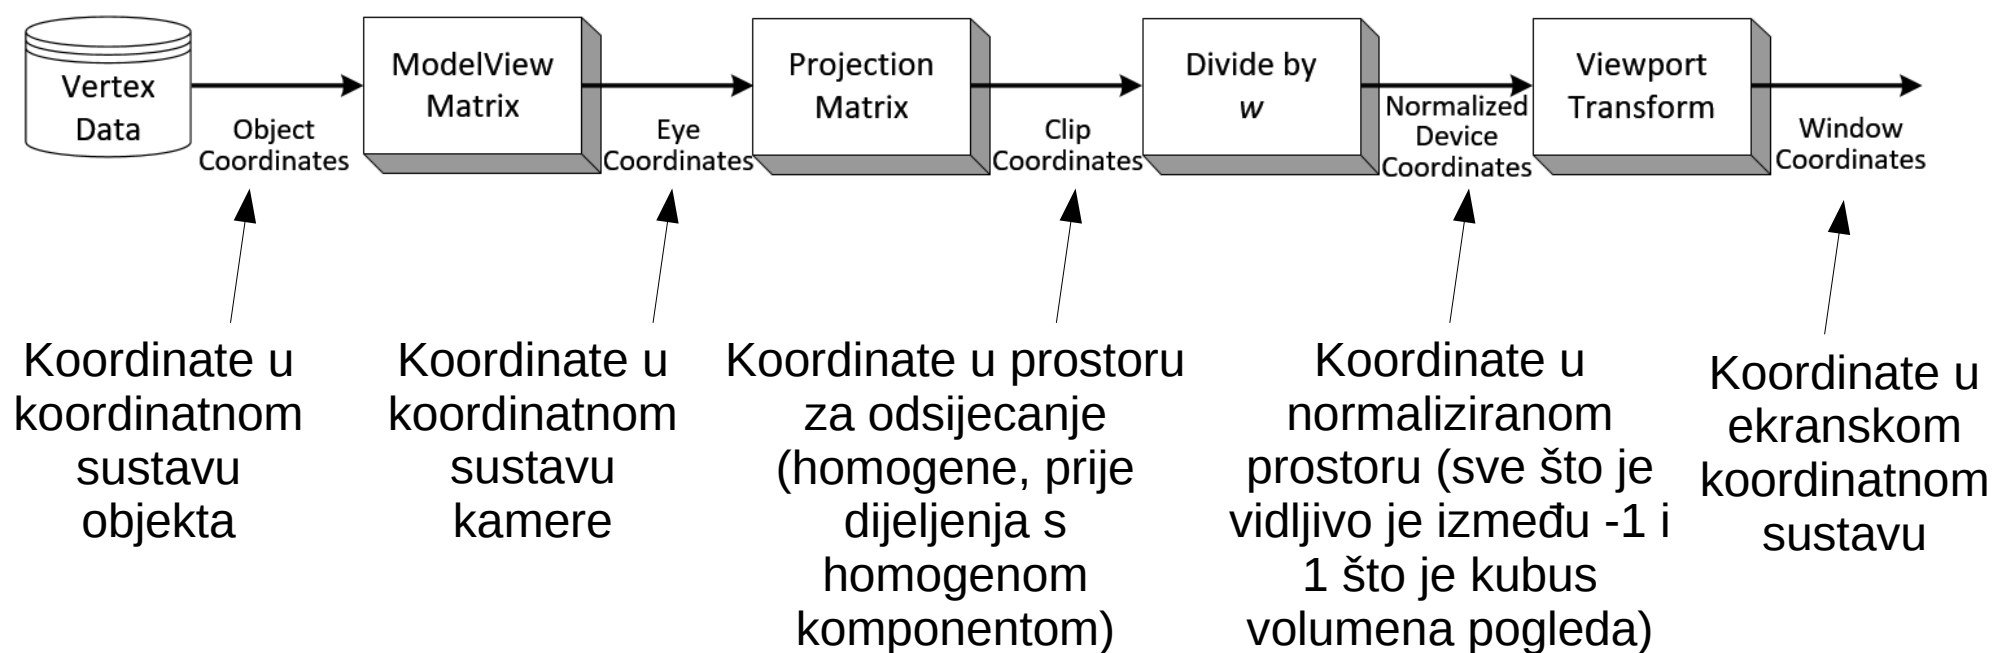 Vertex
Data
Object
Coordinates
ModelView
Matrix
Eye
Coordinates
Projection
Matrix
Clip
Coordinates
Divide by
w
Normalized
Device
Coordinates
Viewport
Transform
Window
Coordinates
Koordinate u
koordinatnom
sustavu
objekta
Koordinate u
koordinatnom
sustavu
kamere
Koordinate u prostoru
za odsijecanje
(homogene, prije
dijeljenja s
homogenom
komponentom)
Koordinate u
normaliziranom
prostoru (sve što je
vidljivo je između -1 i
1 što je kubus
volumena pogleda)
Koordinate u
ekranskom
koordinatnom
sustavu